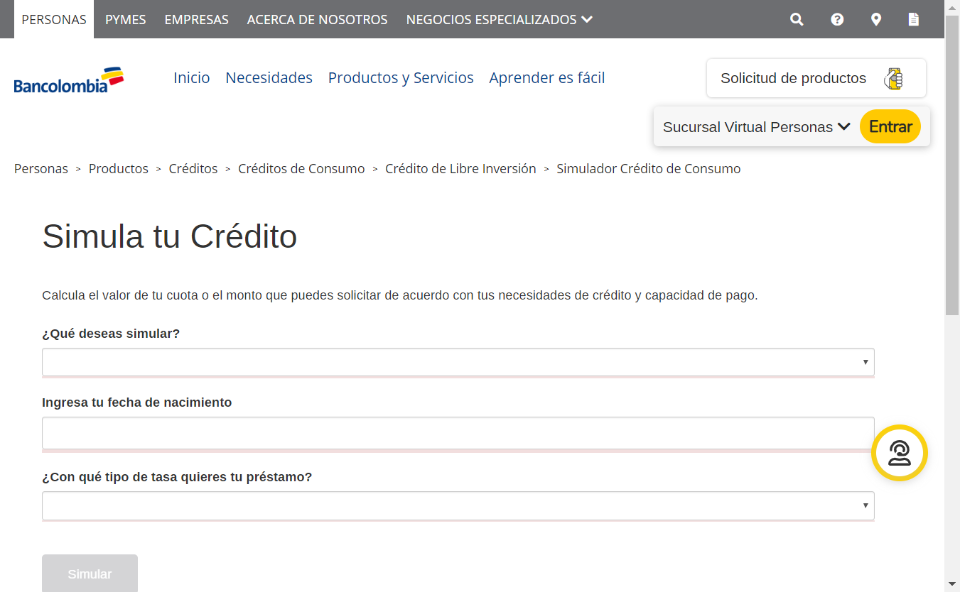 PERSONAS PYMES EMPRESAS ACERCA DE NOSOTROS NEGOCIOS ESPECIALIZADOS
Bancolombia Inicio Necesidades Productos y Servicios Aprender es fácil Solicitud de productos
Sucursal Virtual Personas Entrar
Personas > Productos > Créditos > Créditos de Consumo > Crédito de Libre Inversión > Simulador Crédito de Consumo
Simula tu Crédito
Calcula el valor de tu cuota o el monto que puedes solicitar de acuerdo con tus necesidades de crédito y capacidad de pago.
¿Qué deseas simular?
Ingresa tu fecha de nacimiento
¿Con qué tipo de tasa quieres tu préstamo?
Simular